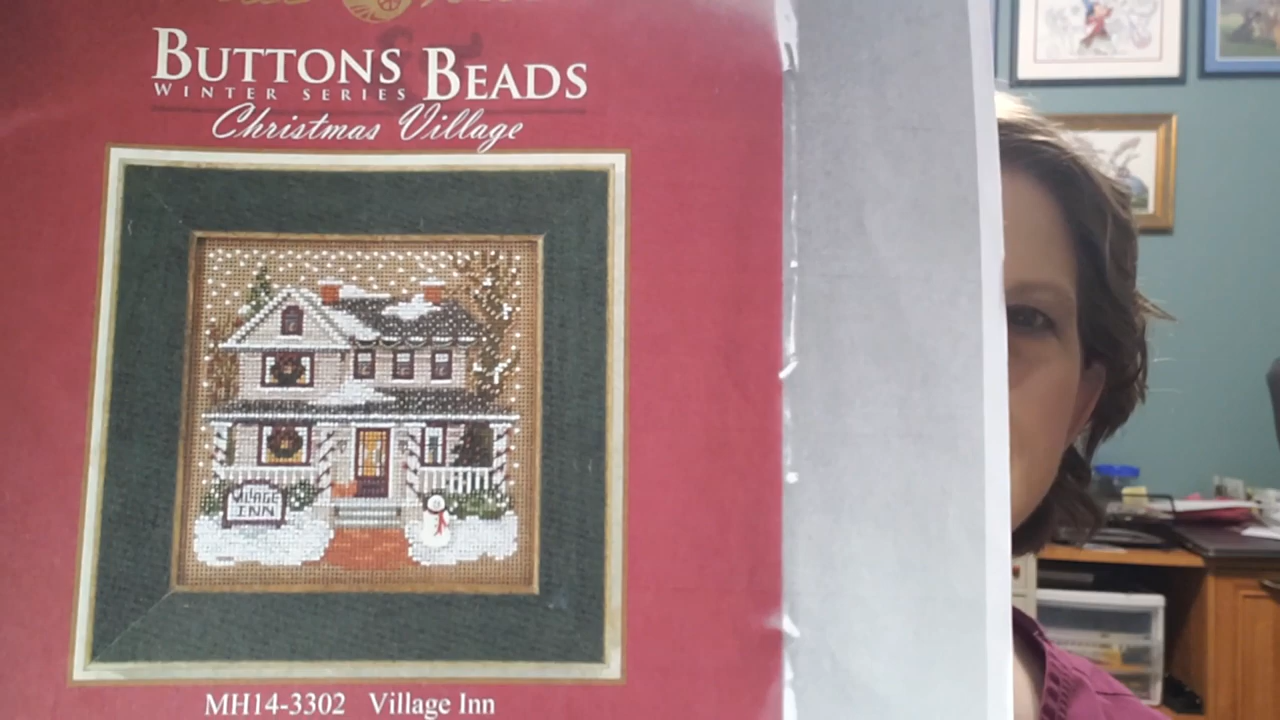 BUTTONS & BEADS
WINTER SERIES
Christmas Village
VILLAGE
INN
MH14-3302 Village Inn